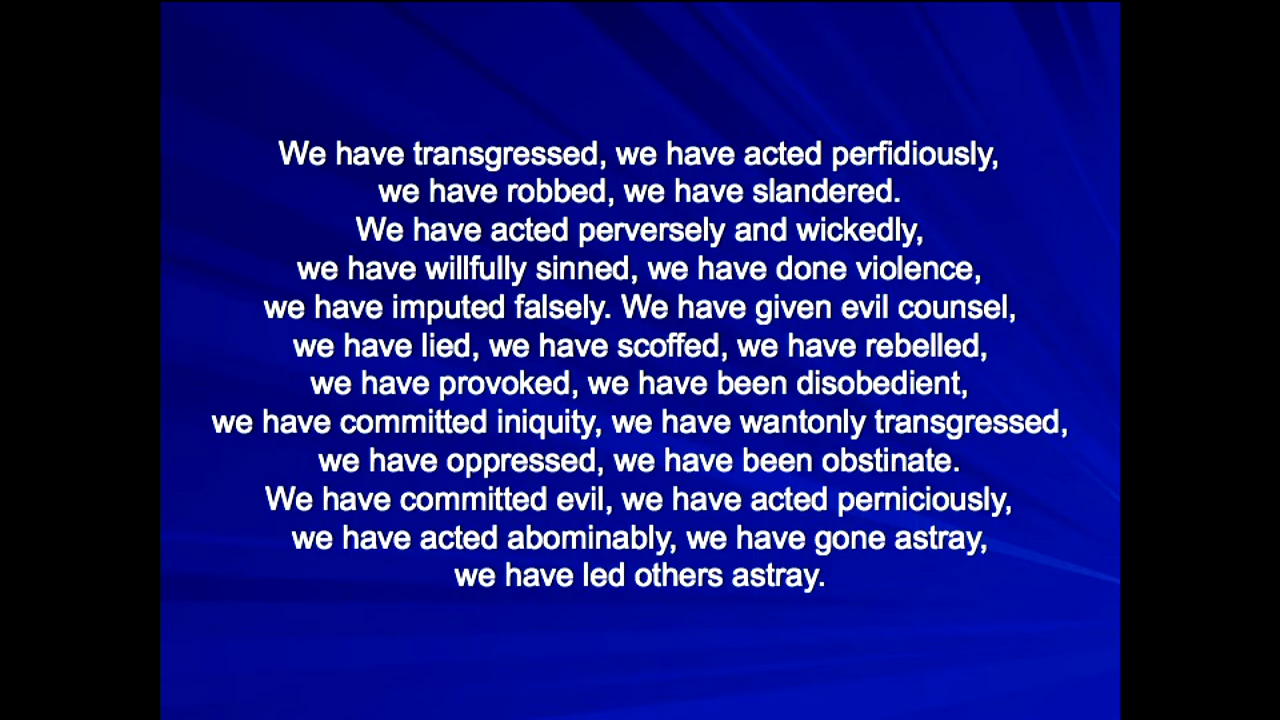 We have transgressed, we have acted perfidiously,
we have robbed, we have slandered.
We have acted perversely and wickedly,
we have willfully sinned, we have done violence,
we have imputed falsely. We have given evil counsel,
we have lied, we have scoffed, we have rebelled,
we have provoked, we have been disobedient,
we have committed iniquity, we have wantonly transgressed,
we have oppressed, we have been obstinate.
We have committed evil, we have acted perniciously,
we have acted abominably, we have gone astray,
we have led others astray.